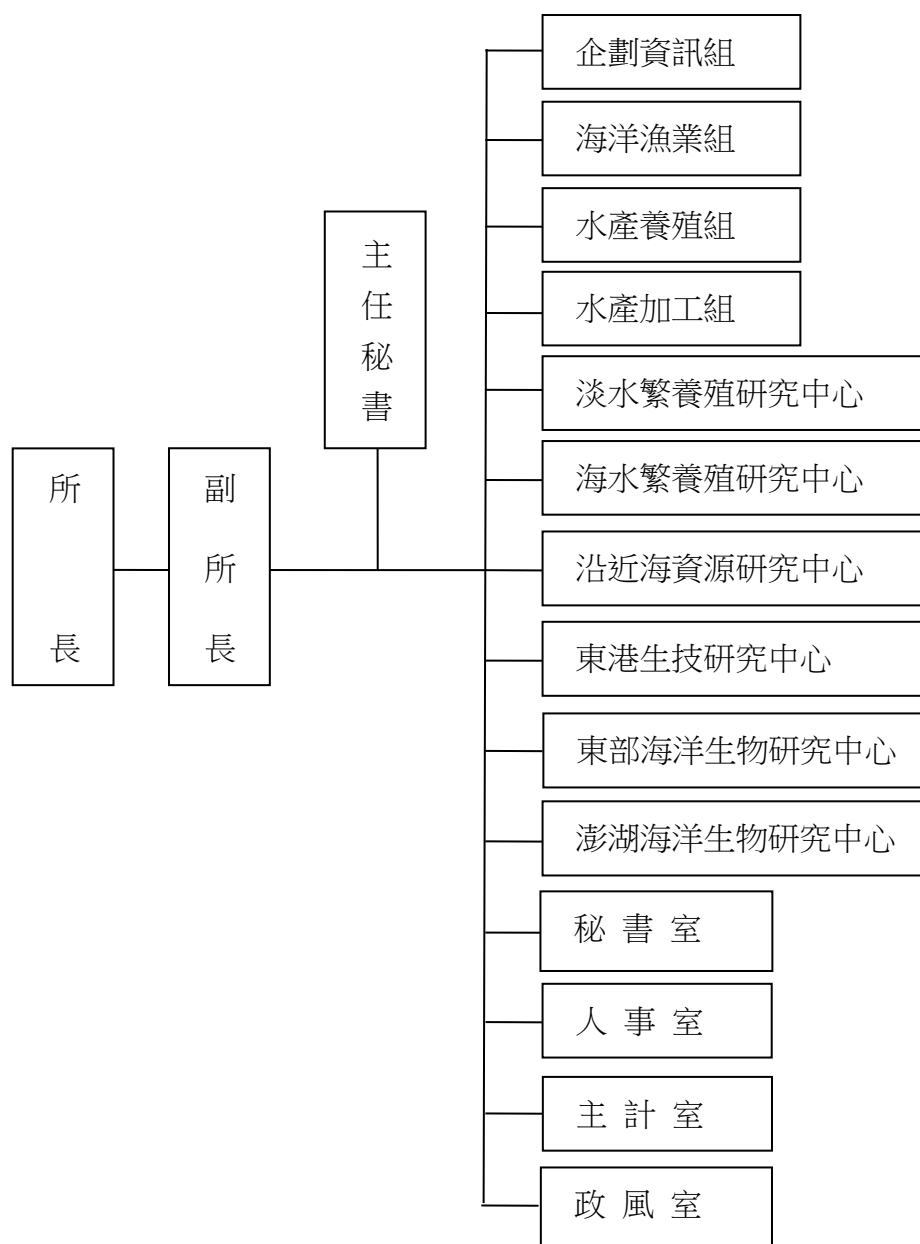 所長
副所長
主任秘書
企劃資訊組
海洋漁業組
水產養殖組
水產加工組
淡水繁養殖研究中心
海水繁養殖研究中心
沿近海資源研究中心
東港生技研究中心
東部海洋生物研究中心
澎湖海洋生物研究中心
秘 書 室
人 事 室
主 計 室
政 風 室